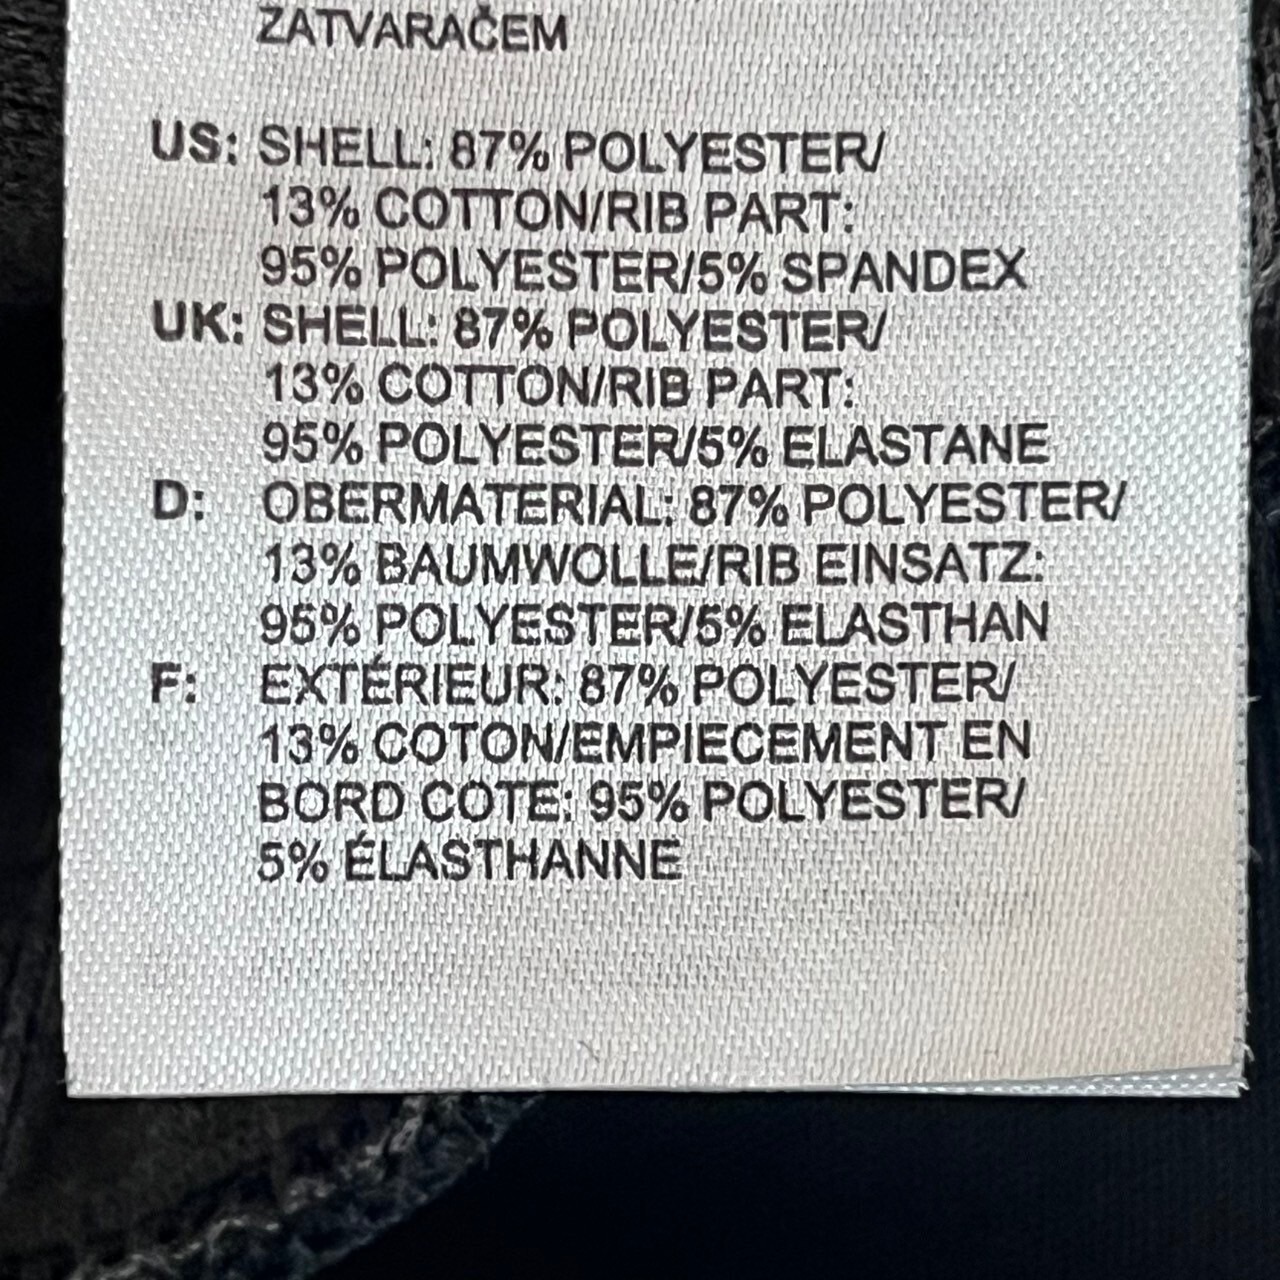 ZATVARAČEM
US: SHELL: 87% POLYESTER/
13% COTTON/RIB PART:
95% POLYESTER/5% SPANDEX
UK: SHELL: 87% POLYESTER/
13% COTTON/RIB PART:
95% POLYESTER/5% ELASTANE
D: OBERMATERIAL: 87% POLYESTER/
13% BAUMWOLLE/RIB EINSATZ:
95% POLYESTER/5% ELASTHAN
F: EXTÉRIEUR: 87% POLYESTER/
13% COTON/EMPIECEMENT EN
BORD COTE: 95% POLYESTER/
5% ÉLASTHANNE